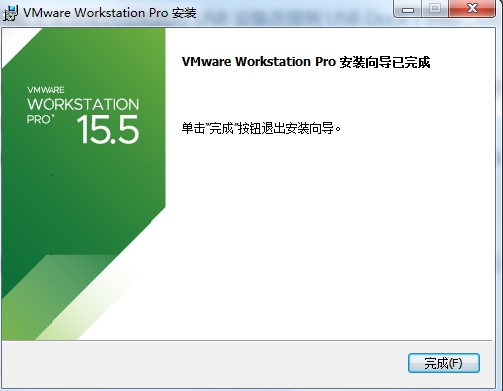 VMware Workstation Pro 安装
VMWARE
WORKSTATION
PRO™
15.5
VMware Workstation Pro 安装向导已完成
单击“完成”按钮退出安装向导。
完成(F)